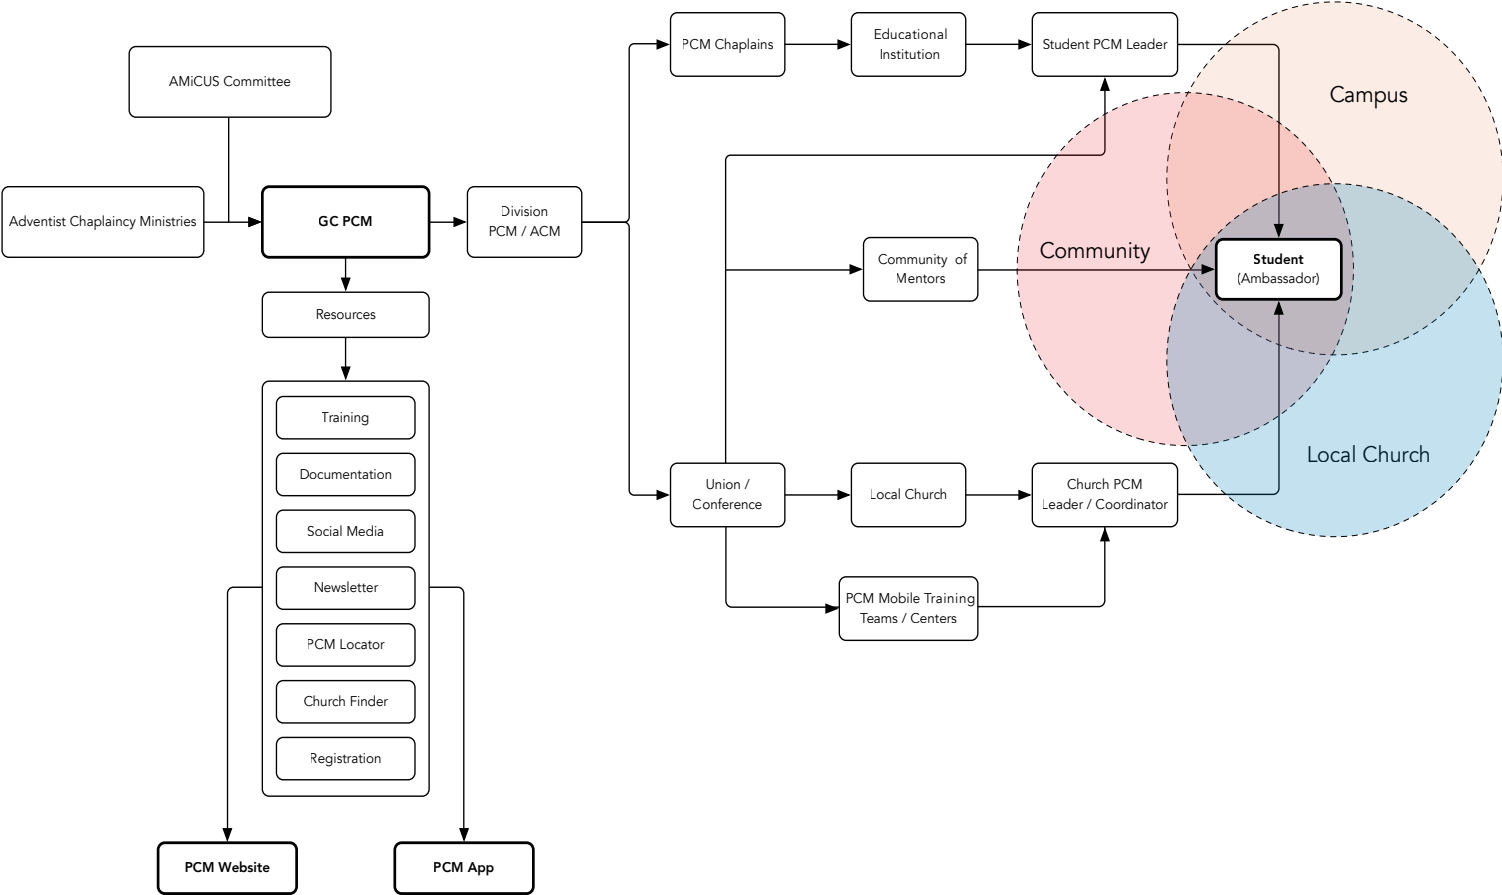 PCM Chaplains
Educational
Institution
Student PCM Leader
AMiCUS Committee
Campus
Adventist Chaplaincy Ministries
GC PCM
Division
PCM / ACM
Community
Community of
Mentors
Student
(Ambassador)
Resources
Training
Documentation
Social Media
Newsletter
PCM Locator
Church Finder
Registration
Local Church
Union /
Conference
Local Church
Church PCM
Leader / Coordinator
PCM Mobile Training
Teams / Centers
PCM Website
PCM App